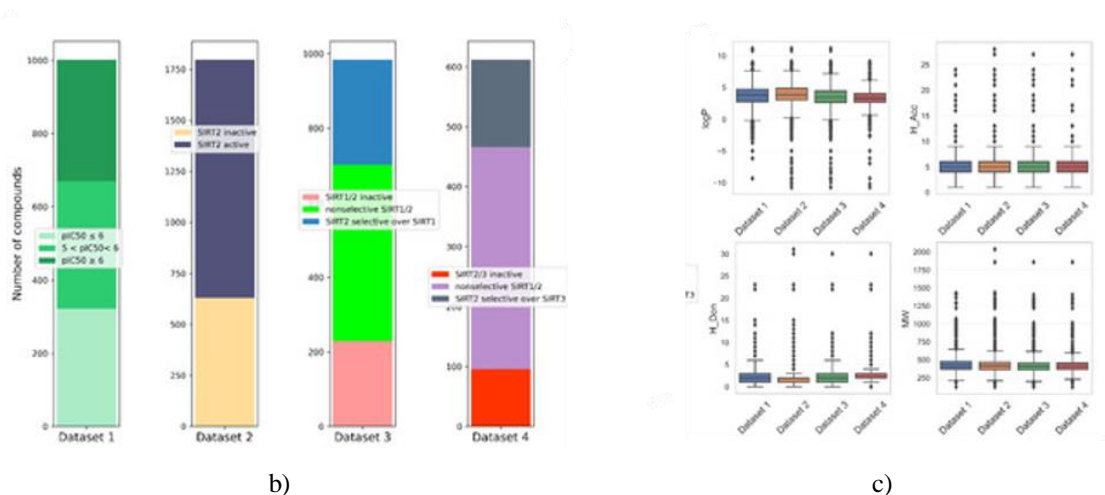 Number of compounds
1000
800
600
400
200
0
pIC50 ≤ 6
5 < pIC50< 6
pIC50 ≥ 6
Dataset 1
1750
1500
1250
1000
750
500
250
0
SIRT2 inactive
SIRT2 active
Dataset 2
1000
800
400
200
0
SIRT1/2 inactive
nonselective SIRT1/2
SIRT2 selective over SIRT1
Dataset 3
600
500
400
300
200
100
0
SIRT2/3 inactive
nonselective SIRT1/2
SIRT2 selective over SIRT3
Dataset 4
b)
logP
10
5
0
−5
−10
Dataset 1
Dataset 2
Dataset 3
Dataset 4
H_Acc
25
20
15
10
5
0
Dataset 1
Dataset 2
Dataset 3
Dataset 4
T3
H_Don
30
25
20
15
10
5
0
Dataset 1
Dataset 2
Dataset 3
Dataset 4
MW
2000
1750
1500
1250
1000
750
500
250
Dataset 1
Dataset 2
Dataset 3
Dataset 4
c)